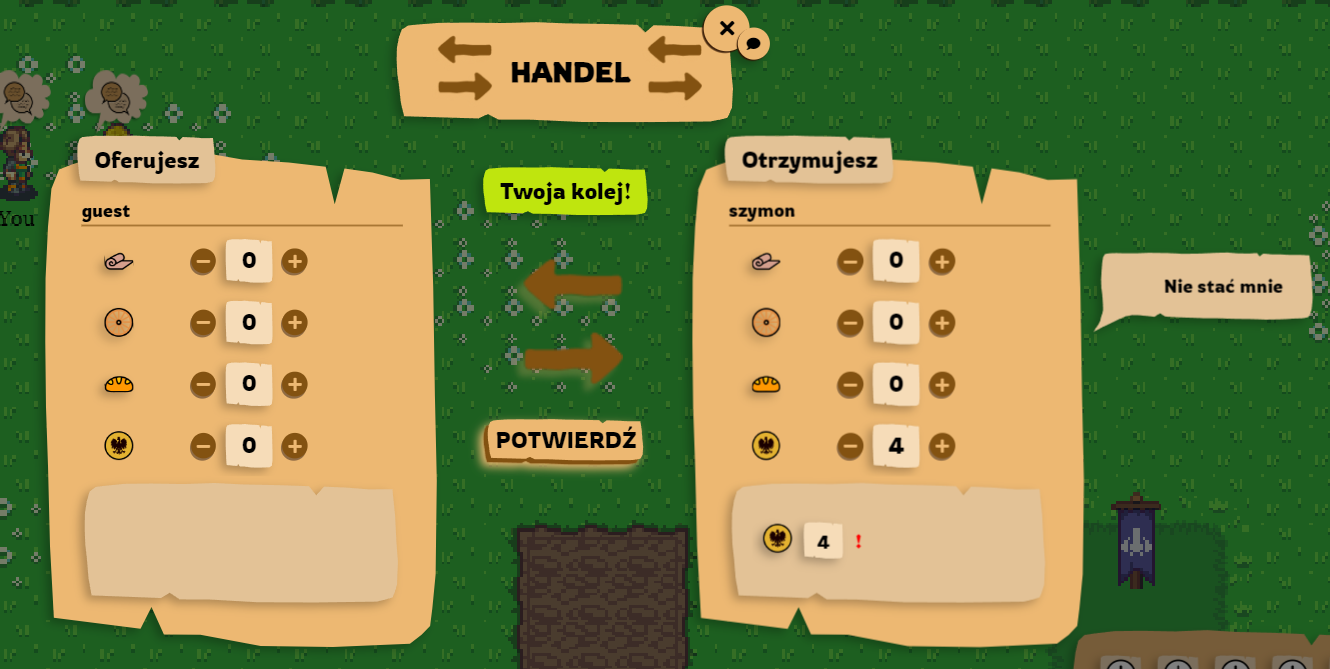 HANDEL
Oferujesz
Twoja kolej!
Otrzymujesz
You
guest
szymon
0
0
Nie stać mnie
0
0
0
0
POTWIERDŹ
0
4
4 !